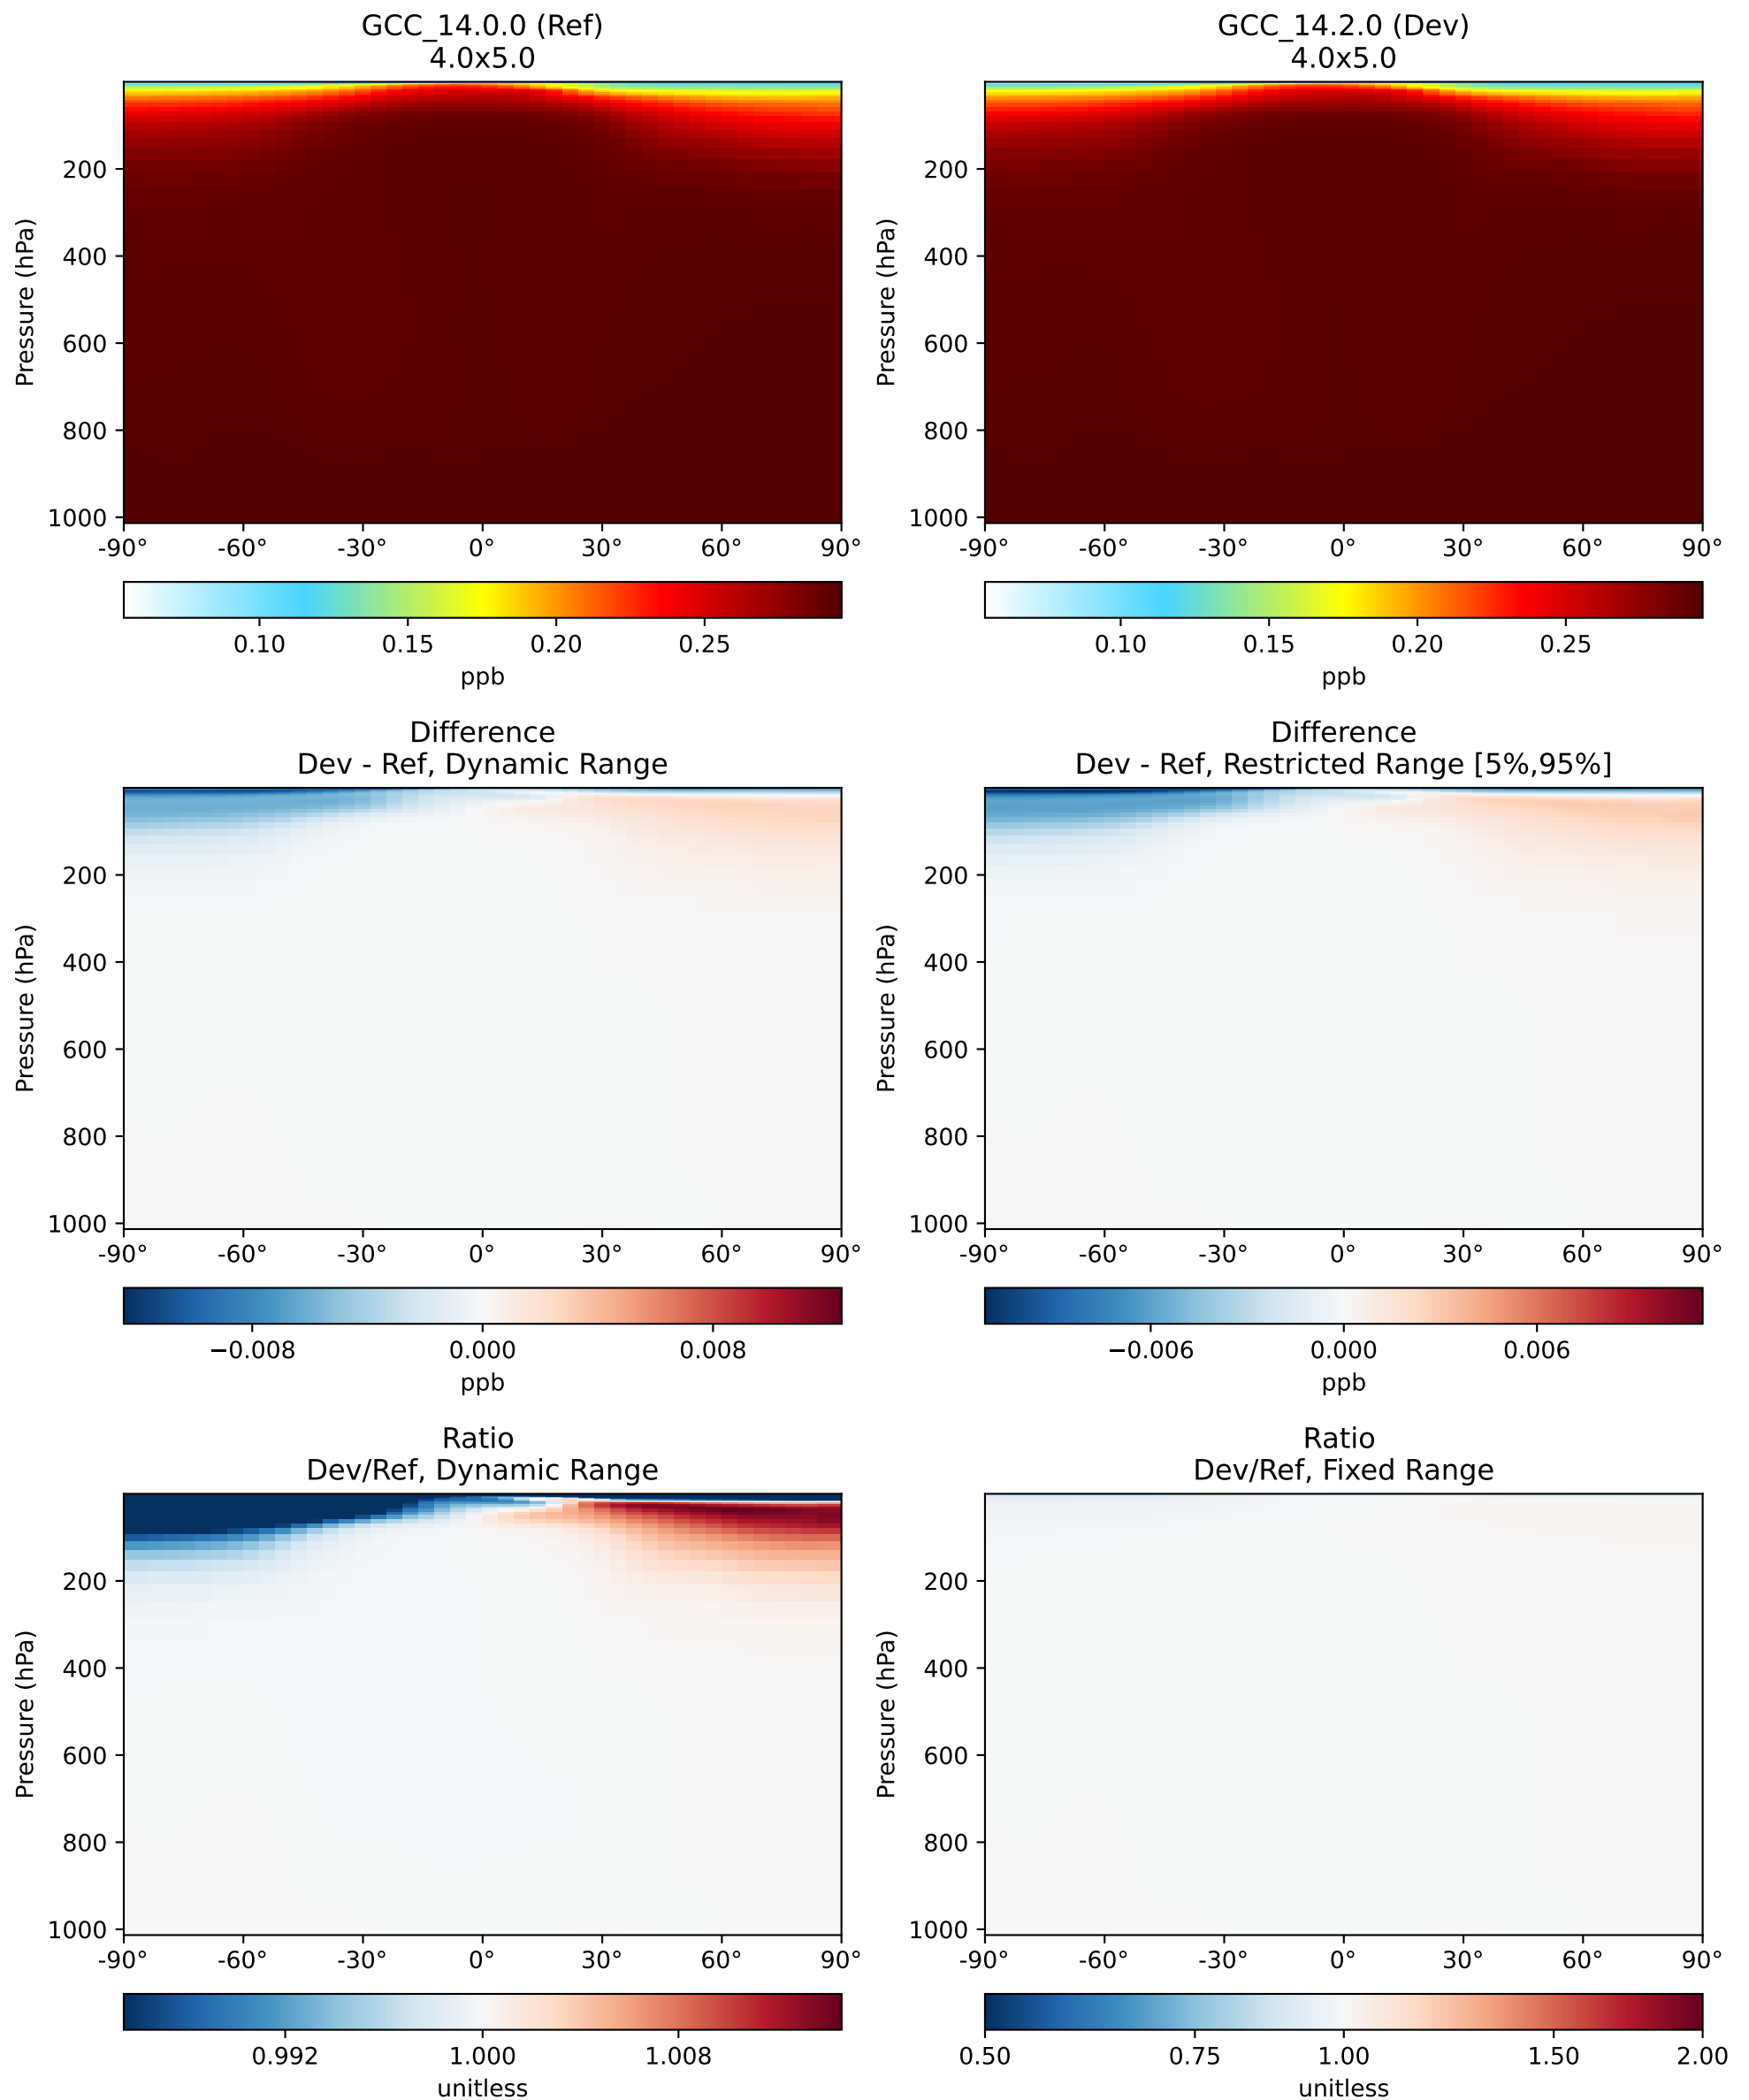 GCC_14.0.0 (Ref)
4.0x5.0
Pressure (hPa)
200
400
600
800
1000
-90° -60° -30° 0° 30° 60° 90°
0.10 0.15 0.20 0.25
ppb
GCC_14.2.0 (Dev)
4.0x5.0
Pressure (hPa)
200
400
600
800
1000
-90° -60° -30° 0° 30° 60° 90°
0.10 0.15 0.20 0.25
ppb
Difference
Dev - Ref, Dynamic Range
Pressure (hPa)
200
400
600
800
1000
-90° -60° -30° 0° 30° 60° 90°
−0.008 0.000 0.008
ppb
Difference
Dev - Ref, Restricted Range [5%,95%]
Pressure (hPa)
200
400
600
800
1000
-90° -60° -30° 0° 30° 60° 90°
−0.006 0.000 0.006
ppb
Ratio
Dev/Ref, Dynamic Range
Pressure (hPa)
200
400
600
800
1000
-90° -60° -30° 0° 30° 60° 90°
0.992 1.000 1.008
unitless
Ratio
Dev/Ref, Fixed Range
Pressure (hPa)
200
400
600
800
1000
-90° -60° -30° 0° 30° 60° 90°
0.50 0.75 1.00 1.50 2.00
unitless